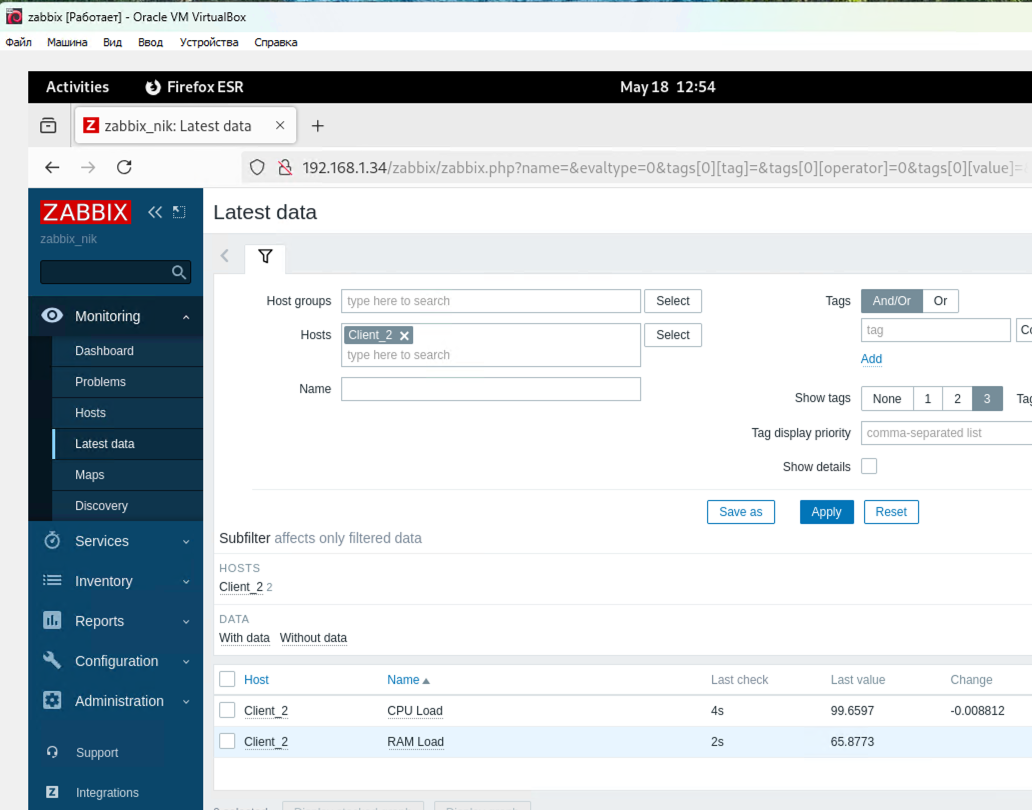 zabbix [Работает] - Oracle VM VirtualBox
Файл Машина Вид Ввод Устройства Справка
Activities Firefox ESR May 18 12:54
zabbix_nik: Latest data
192.168.1.34/zabbix/zabbix.php?name=&evaltype=0&tags[0][tag]=&tags[0][operator]=0&tags[0][value]=
ZABBIX
zabbix_nik
Monitoring
Dashboard
Problems
Hosts
Latest data
Maps
Discovery
Services
Inventory
Reports
Configuration
Administration
Support
Z Integrations
Latest data
Host groups type here to search Select
Hosts Client_2 Select
type here to search
Name
Tags And/Or Or
tag
Add
Show tags None 1 2 3
Tag display priority comma-separated list
Show details
Save as Apply Reset
Subfilter affects only filtered data
HOSTS
Client_2 2
DATA
With data Without data
Host Name Last check Last value Change
Client_2 CPU Load 4s 99.6597 -0.008812
Client_2 RAM Load 2s 65.8773